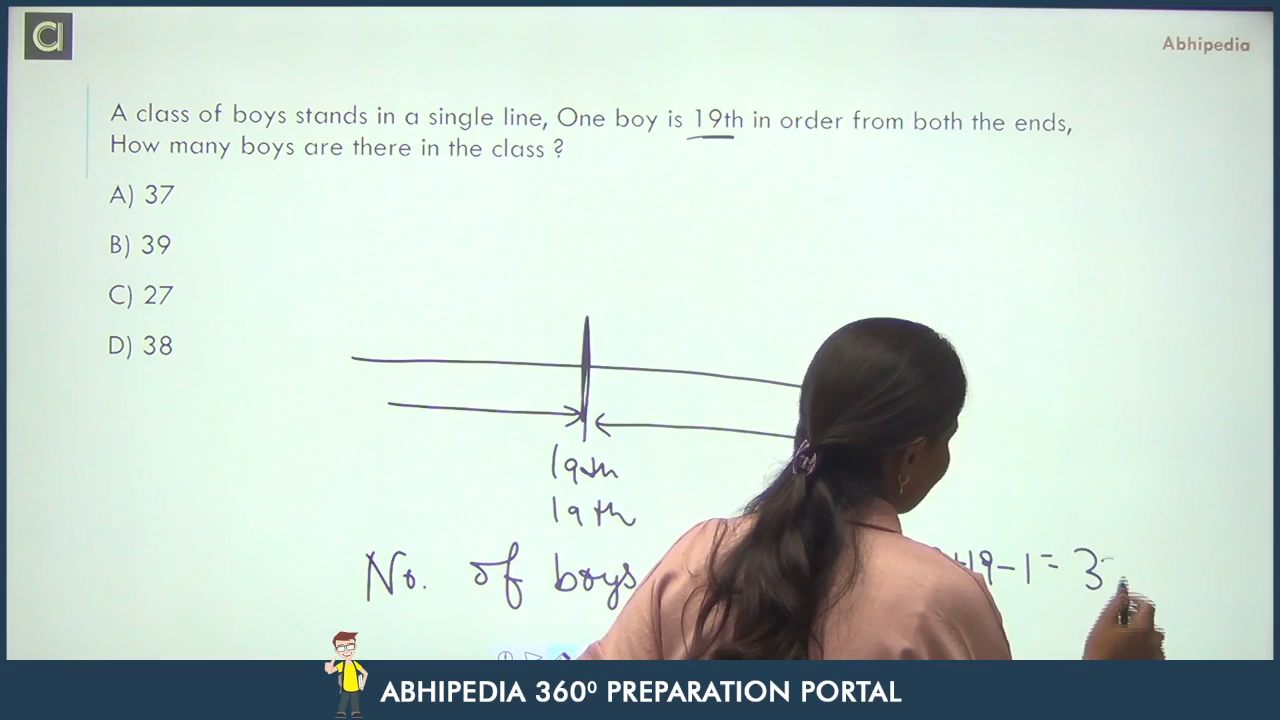 Abhipedia
A class of boys stands in a single line, One boy is 19th in order from both the ends,
How many boys are there in the class ?
A) 37
B) 39
C) 27
D) 38
19th
19th
No. of boys
+19-1= 3
ABHIPEDIA 360⁰ PREPARATION PORTAL